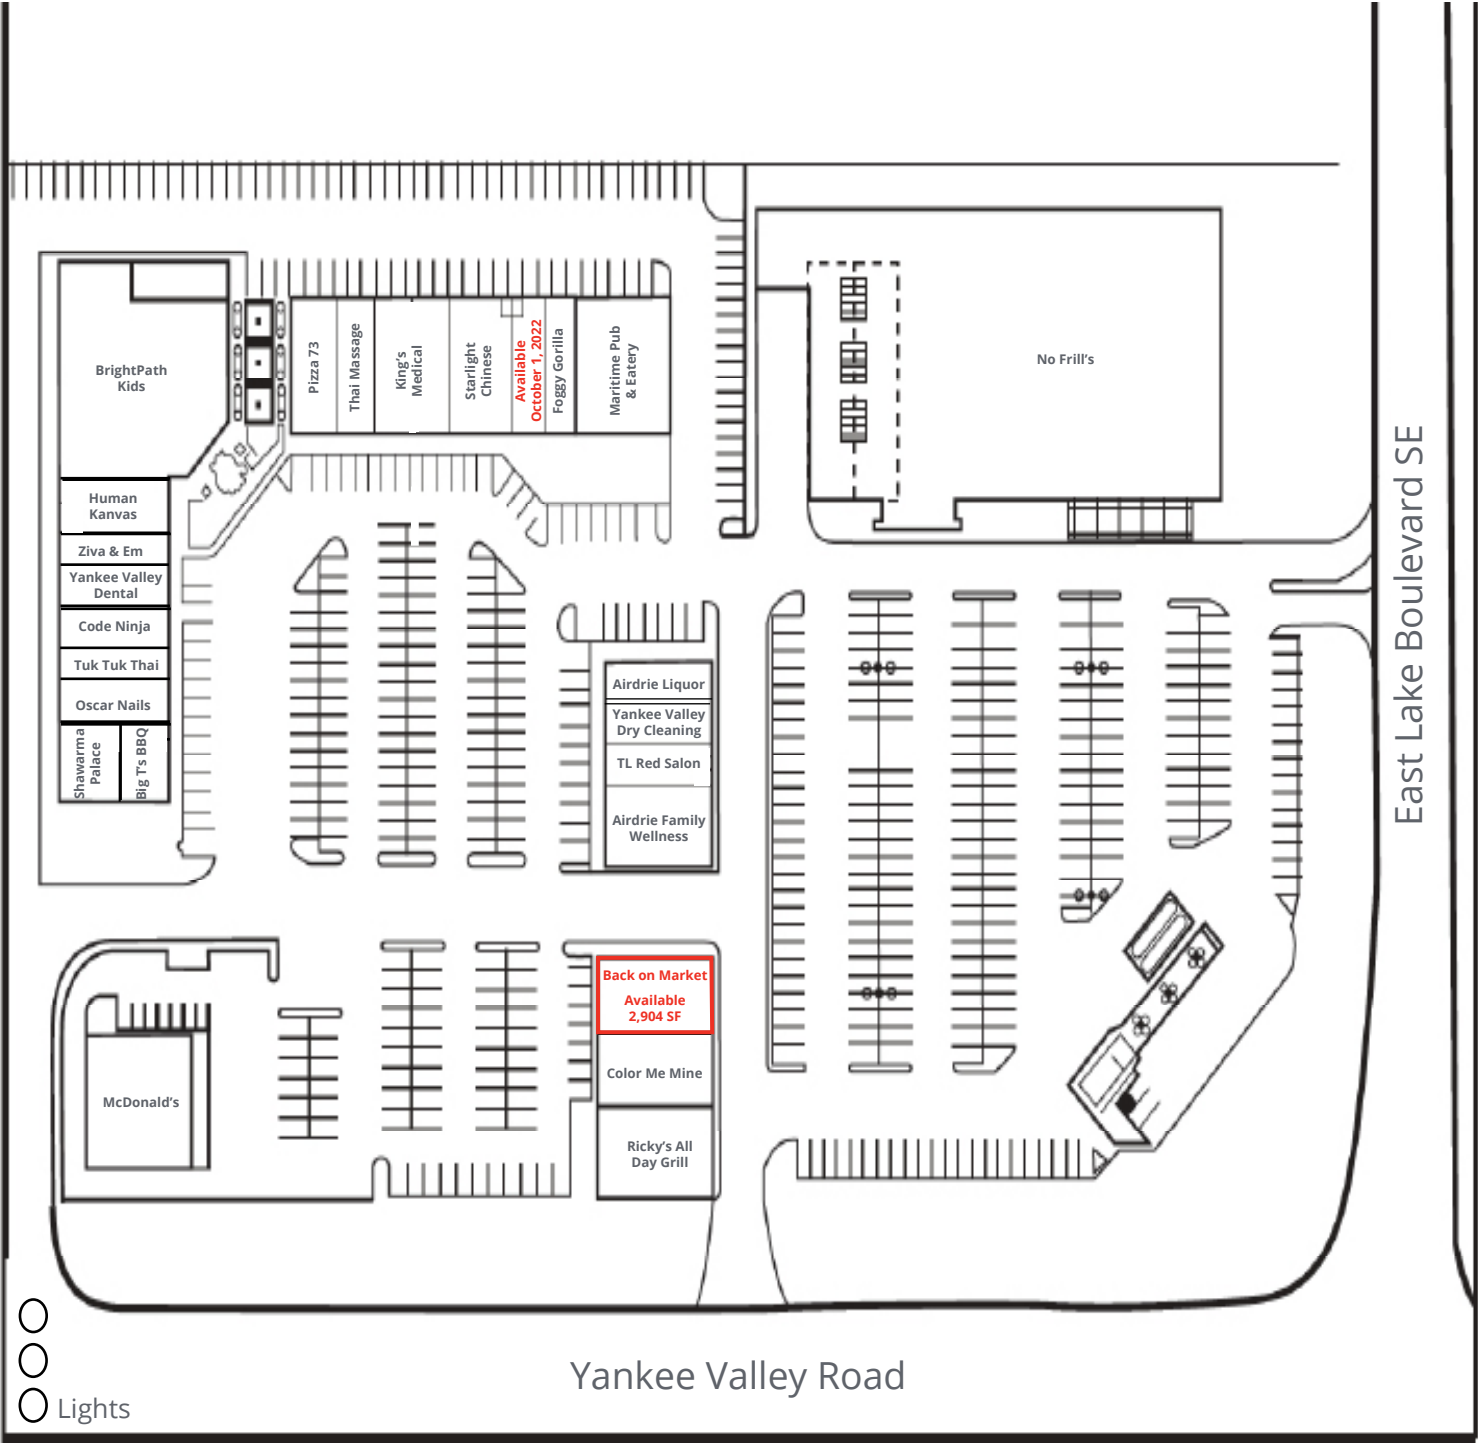 BrightPath
Kids
Pizza 73
Thai Massage
King's
Medical
Starlight
Chinese
Available
October 1, 2022
Foggy Gorilla
Maritime Pub
& Eatery
No Frill's
Human
Kanvas
Ziva & Em
Yankee Valley
Dental
Code Ninja
Tuk Tuk Thai
Oscar Nails
Shawarma
Palace
Big T's BBQ
Airdrie Liquor
Yankee Valley
Dry Cleaning
TL Red Salon
Airdrie Family
Wellness
East Lake Boulevard SE
Back on Market
Available
2,904 SF
Color Me Mine
Ricky's All
Day Grill
McDonald's
Yankee Valley Road
Lights